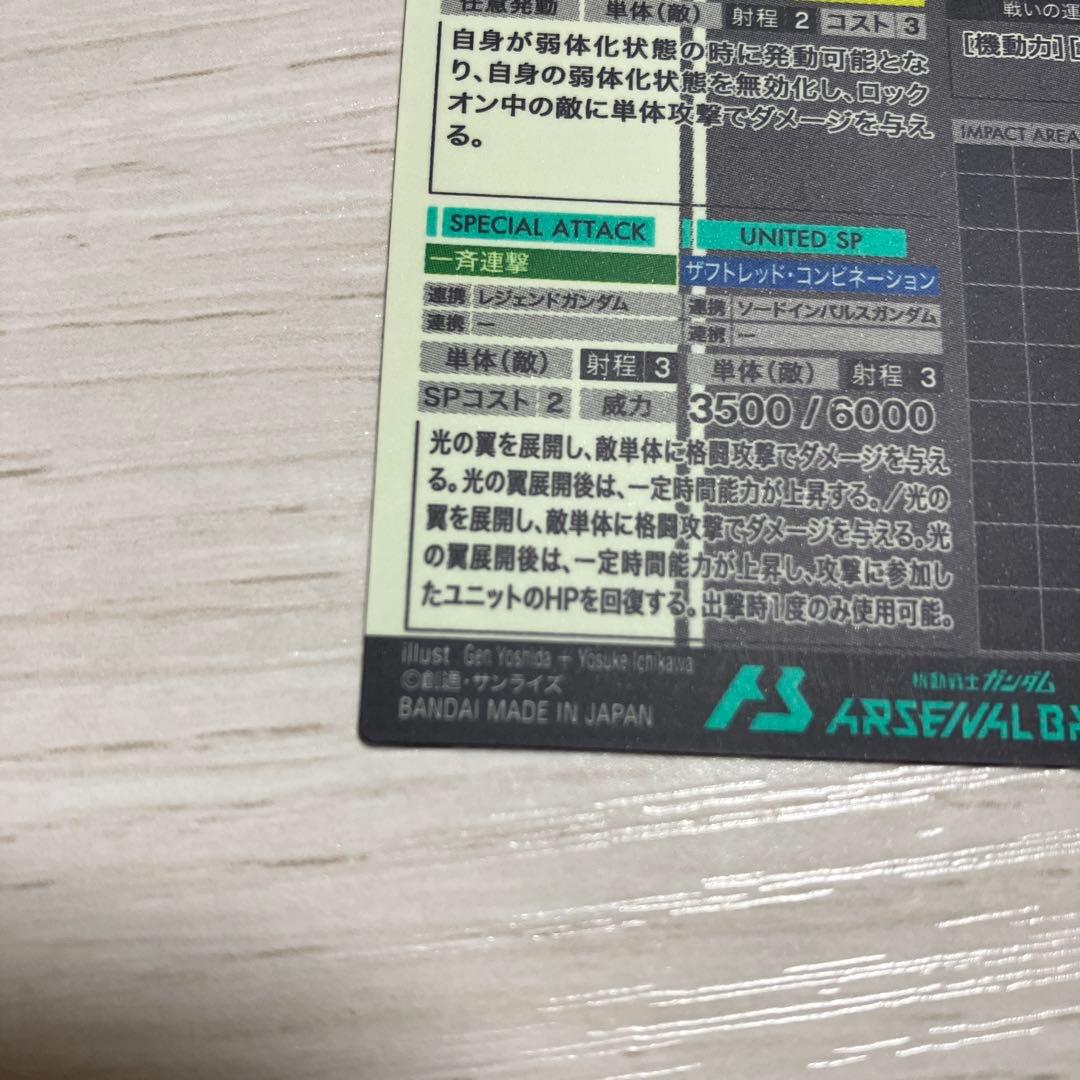 任意発動 単体(敵) 射程 2 コスト 3
自身が弱体化状態の時に発動可能とな
り、自身の弱体化状態を無効化し、ロック
オン中の敵に単体攻撃でダメージを与え
る。
戦いの運
[機動力] [
IMPACT AREA
SPECIAL ATTACK
一斉連撃
連携 レジェンドガンダム
連携 ー
UNITED SP
ザフトレッド・コンビネーション
連携 ソードインパルスガンダム
連携 ー
単体(敵) 射程 3 単体(敵) 射程 3
SPコスト 2 威力 3500 / 6000
光の翼を展開し、敵単体に格闘攻撃でダメージを与え
る。光の翼展開後は、一定時間能力が上昇する。/光の
翼を展開し、敵単体に格闘攻撃でダメージを与える。光
の翼展開後は、一定時間能力が上昇し、攻撃に参加し
たユニットのHPを回復する。出撃時1度のみ使用可能。
illust Gen Yoshida + Yosuke Ichikawa
©創通・サンライズ
BANDAI MADE IN JAPAN
AB
機動戦士ガンダム
ARSENAL BA